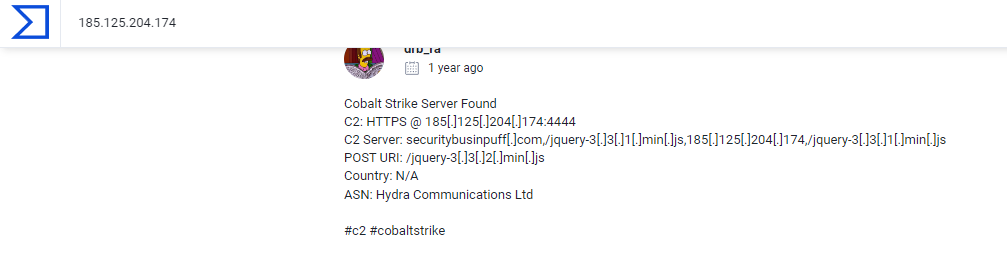 185.125.204.174
drb_ra
1 year ago
Cobalt Strike Server Found
C2: HTTPS @ 185[.]125[.]204[.]174:4444
C2 Server: securitybusinpuff[.]com,/jquery-3[.]3[.]1[.]min[.]js,185[.]125[.]204[.]174,/jquery-3[.]3[.]1[.]min[.]js
POST URI: /jquery-3[.]3[.]2[.]min[.]js
Country: N/A
ASN: Hydra Communications Ltd
#c2 #cobaltstrike